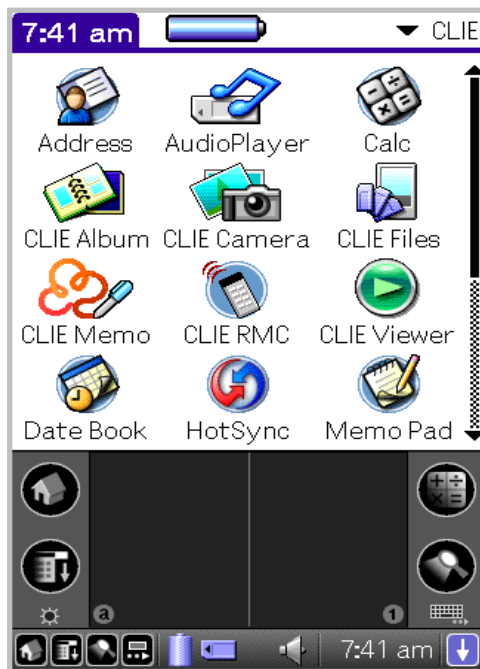 7:41 am CLIE
Address AudioPlayer Calc
CLIE Album CLIE Camera CLIE Files
CLIE Memo CLIE RMC CLIE Viewer
Date Book HotSync Memo Pad
a 1
7:41 am